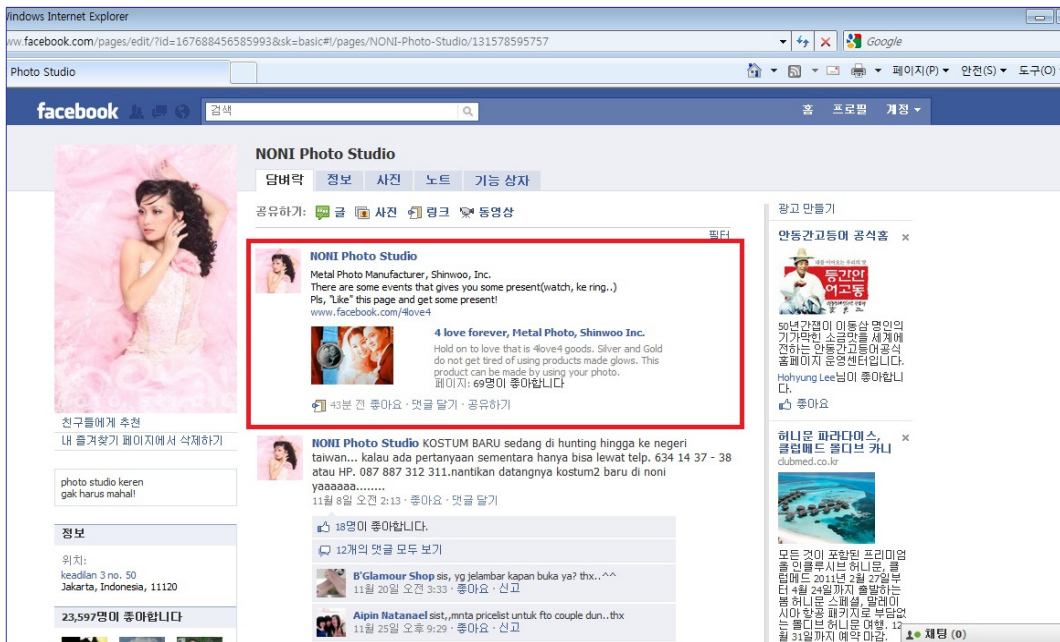 Windows Internet Explorer
ww.facebook.com/pages/edit/?id=167688456585993&sk=basic#!/pages/NONI-Photo-Studio/131578595757
Google
Photo Studio
페이지(P) 안전(S) 도구(O)
facebook
검색
홈 프로필 계정
NONI Photo Studio
담벼락 정보 사진 노트 기능 상자
공유하기: 글 사진 링크 동영상
필터
NONI Photo Studio
Metal Photo Manufacturer, Shinwoo, Inc.
There are some events that gives you some present(watch, ke ring..)
Pls, "Like" this page and get some present!
www.facebook.com/4love4
4 love forever, Metal Photo, Shinwoo Inc.
Hold on to love that is 4love4 goods. Silver and Gold
do not get tired of using products made glows. This
product can be made by using your photo.
페이지: 69명이 좋아합니다
43분 전 · 좋아요 · 댓글 달기 · 공유하기
NONI Photo Studio KOSTUM BARU sedang di hunting hingga ke negeri
taiwan... kalau ada pertanyaan sementara hanya bisa lewat telp. 634 14 37 - 38
atau HP. 087 887 312 311.nantikan datangnya kostum2 baru di noni
yaaaaaa........
11월 8일 오전 2:13 · 좋아요 · 댓글 달기
18명이 좋아합니다.
12개의 댓글 모두 보기
B'Glamour Shop sis, yg jelambar kapan buka ya? thx..^^
11월 20일 오전 3:33 · 좋아요 · 신고
Aipin Natanael sist,,mnta pricelist untuk fto couple dun..thx
11월 25일 오후 9:29 · 좋아요 · 신고
친구들에게 추천
내 즐겨찾기 페이지에서 삭제하기
photo studio keren
gak harus mahal!
정보
위치:
keadilan 3 no. 50
Jakarta, Indonesia, 11120
23,597명이 좋아합니다
광고 만들기
안동간고등어 공식홈
등간안
어고동
50년간잽이 이동삼 명인의
기가막힌 소금맛을 세계에
전하는 안동간고등어공식
홈페이지 운영센터입니다.
Hohyung Lee님이 좋아합니
다.
좋아요
허니문 파라다이스,
클럽메드 몰디브 카니
clubmed.co.kr
모든 것이 포함된 프리미엄
올 인클루시브 허니문, 클
럽메드 2011년 2월 27일부
터 4월 24일까지 출발하는
봄 허니문 스페셜, 말레이
시아 항공 패키지로 부담없
는 몰디브 허니문 여행. 12
월 31일까지 예약 마감.
채팅 (0)